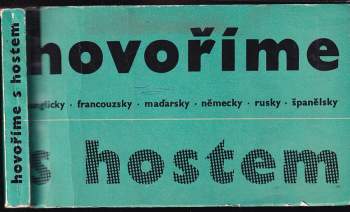 hovoříme s hostem
hovoříme
anglicky · francouzsky · maďarsky · německy · rusky · španělsky
s hostem